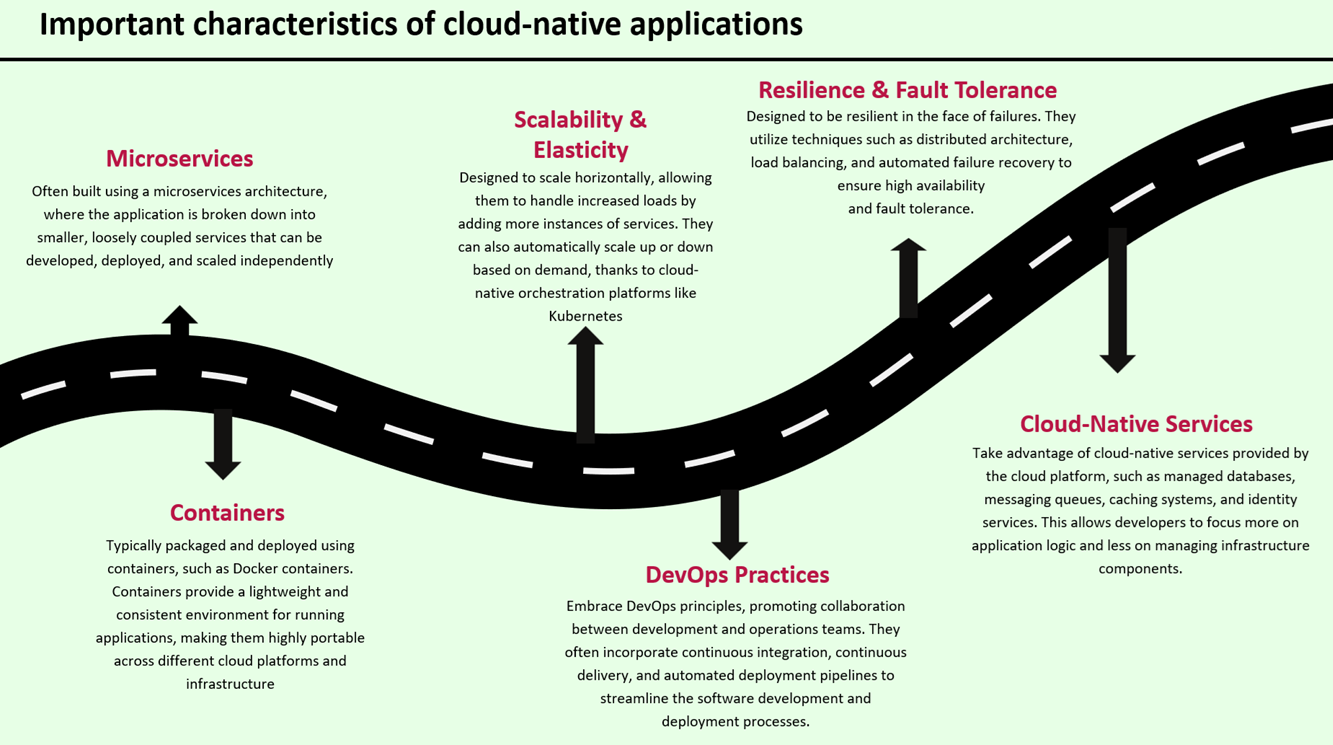 Important characteristics of cloud-native applications
Microservices
Often built using a microservices architecture,
where the application is broken down into
smaller, loosely coupled services that can be
developed, deployed, and scaled independently
Containers
Typically packaged and deployed using
containers, such as Docker containers.
Containers provide a lightweight and
consistent environment for running
applications, making them highly portable
across different cloud platforms and
infrastructure
Scalability &
Elasticity
Designed to scale horizontally, allowing
them to handle increased loads by
adding more instances of services. They
can also automatically scale up or down
based on demand, thanks to cloud-
native orchestration platforms like
Kubernetes
DevOps Practices
Embrace DevOps principles, promoting collaboration
between development and operations teams. They
often incorporate continuous integration, continuous
delivery, and automated deployment pipelines to
streamline the software development and
deployment processes.
Resilience & Fault Tolerance
Designed to be resilient in the face of failures. They
utilize techniques such as distributed architecture,
load balancing, and automated failure recovery to
ensure high availability
and fault tolerance.
Cloud-Native Services
Take advantage of cloud-native services provided by
the cloud platform, such as managed databases,
messaging queues, caching systems, and identity
services. This allows developers to focus more on
application logic and less on managing infrastructure
components.